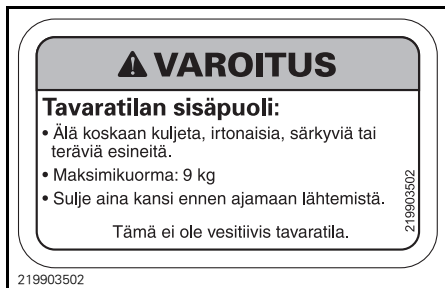 VAROITUS
Tavaratilan sisäpuoli:
• Älä koskaan kuljeta, irtonaisia, särkyviä tai
teräviä esineitä.
• Maksimikuorma: 9 kg
• Sulje aina kansi ennen ajamaan lähtemistä.
Tämä ei ole vesitiivis tavaratila.
219903502
219903502